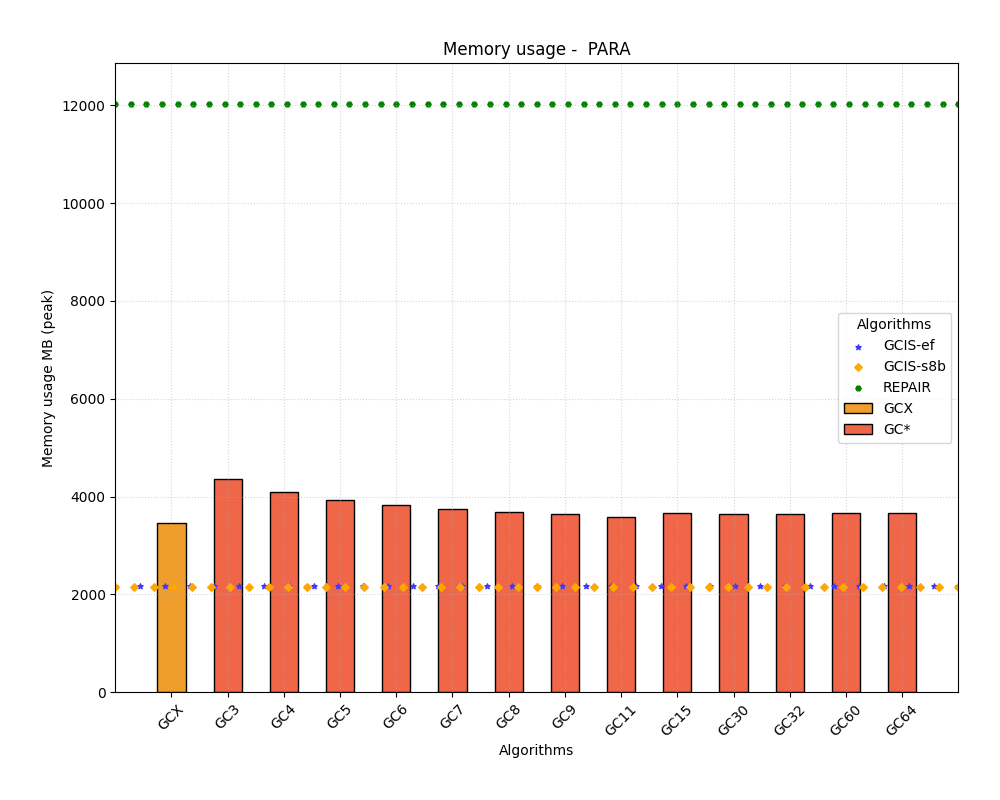 Memory usage -  PARA
12000
10000
8000
6000
4000
2000
0
Memory usage MB (peak)
Algorithms
GCIS-ef
GCIS-s8b
REPAIR
GCX
GC*
GCX
GC3
GC4
GC5
GC6
GC7
GC8
GC9
GC11
GC15
GC30
GC32
GC60
GC64
Algorithms